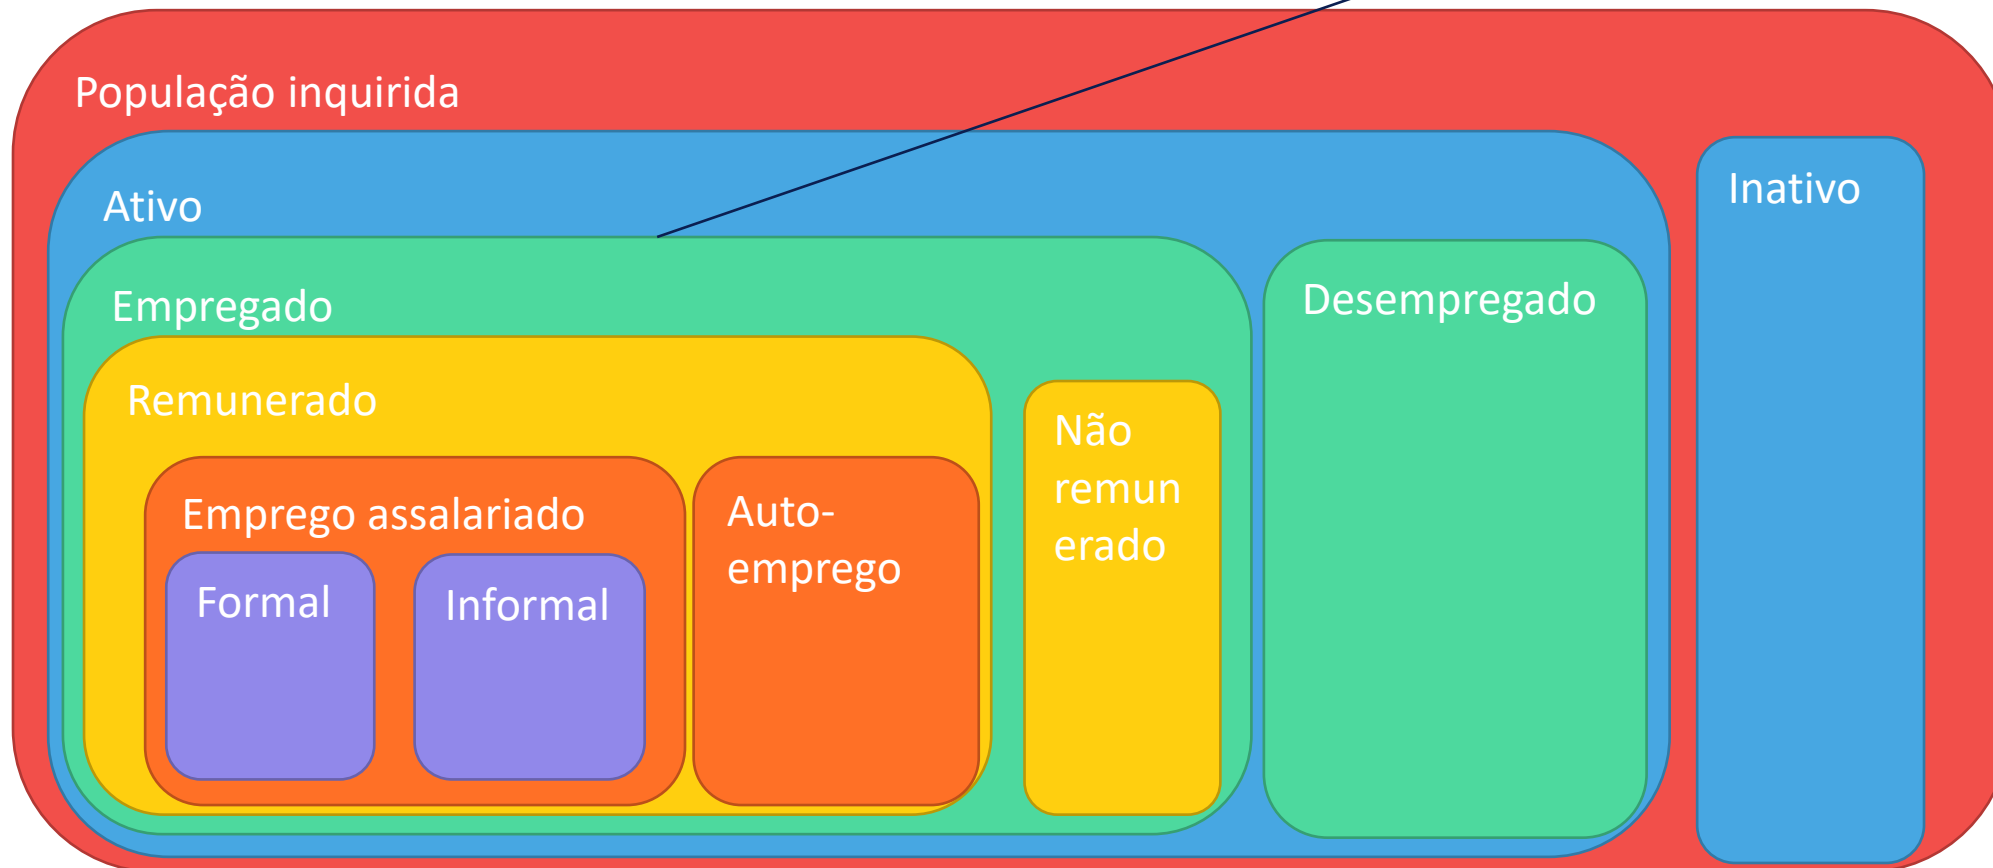 População inquirida
Ativo
Inativo
Empregado
Desempregado
Remunerado
Não
remun
erado
Emprego assalariado
Auto-
emprego
Formal
Informal